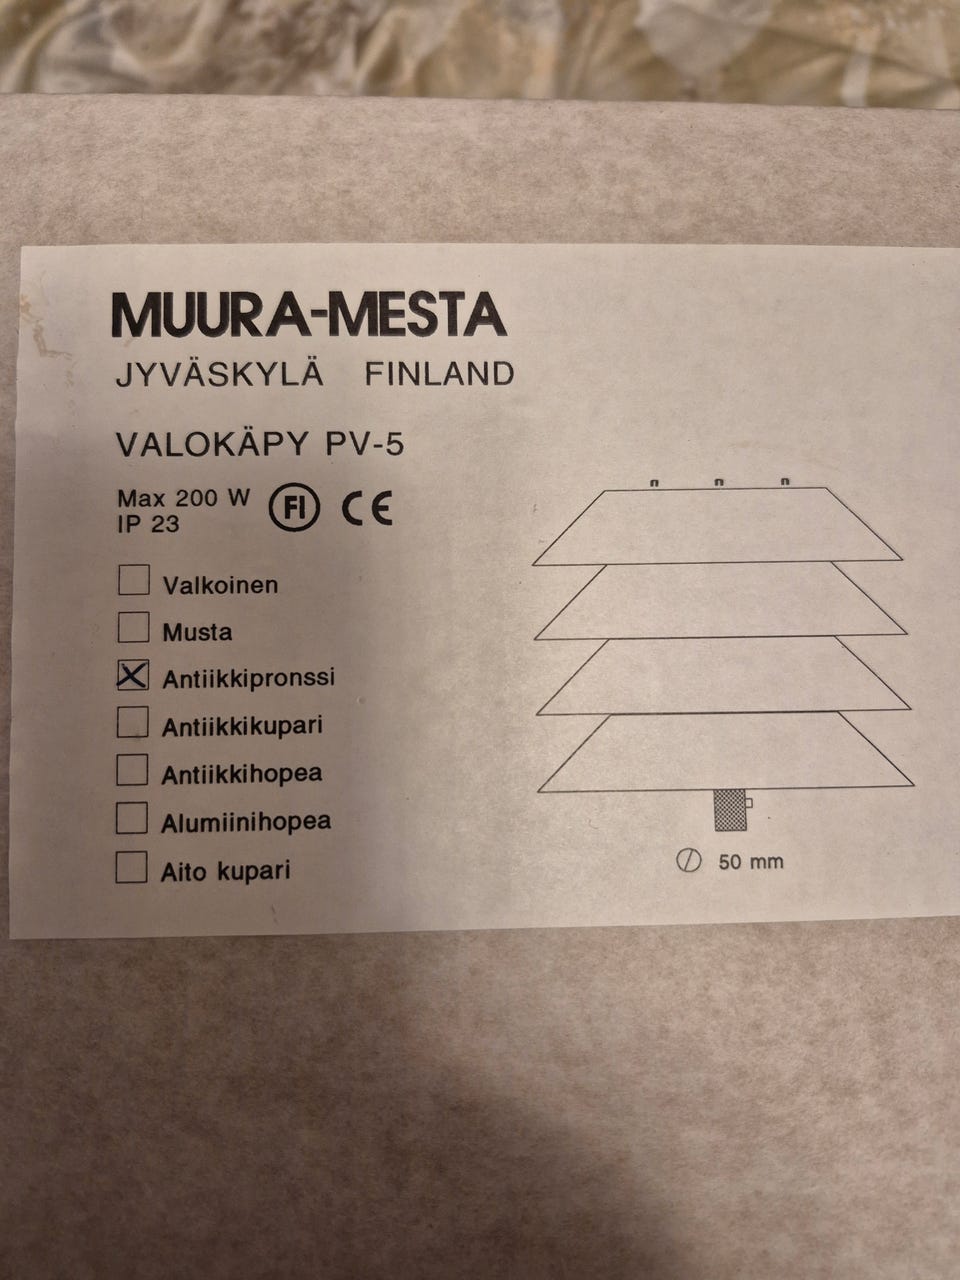 MUURA-MESTA
JYVÄSKYLÄ FINLAND
VALOKÄPY PV-5
Max 200 W
IP 23
FI CE
Valkoinen
Musta
Antiikkipronssi
Antiikkikupari
Antiikkihopea
Alumiinihopea
Aito kupari
50 mm